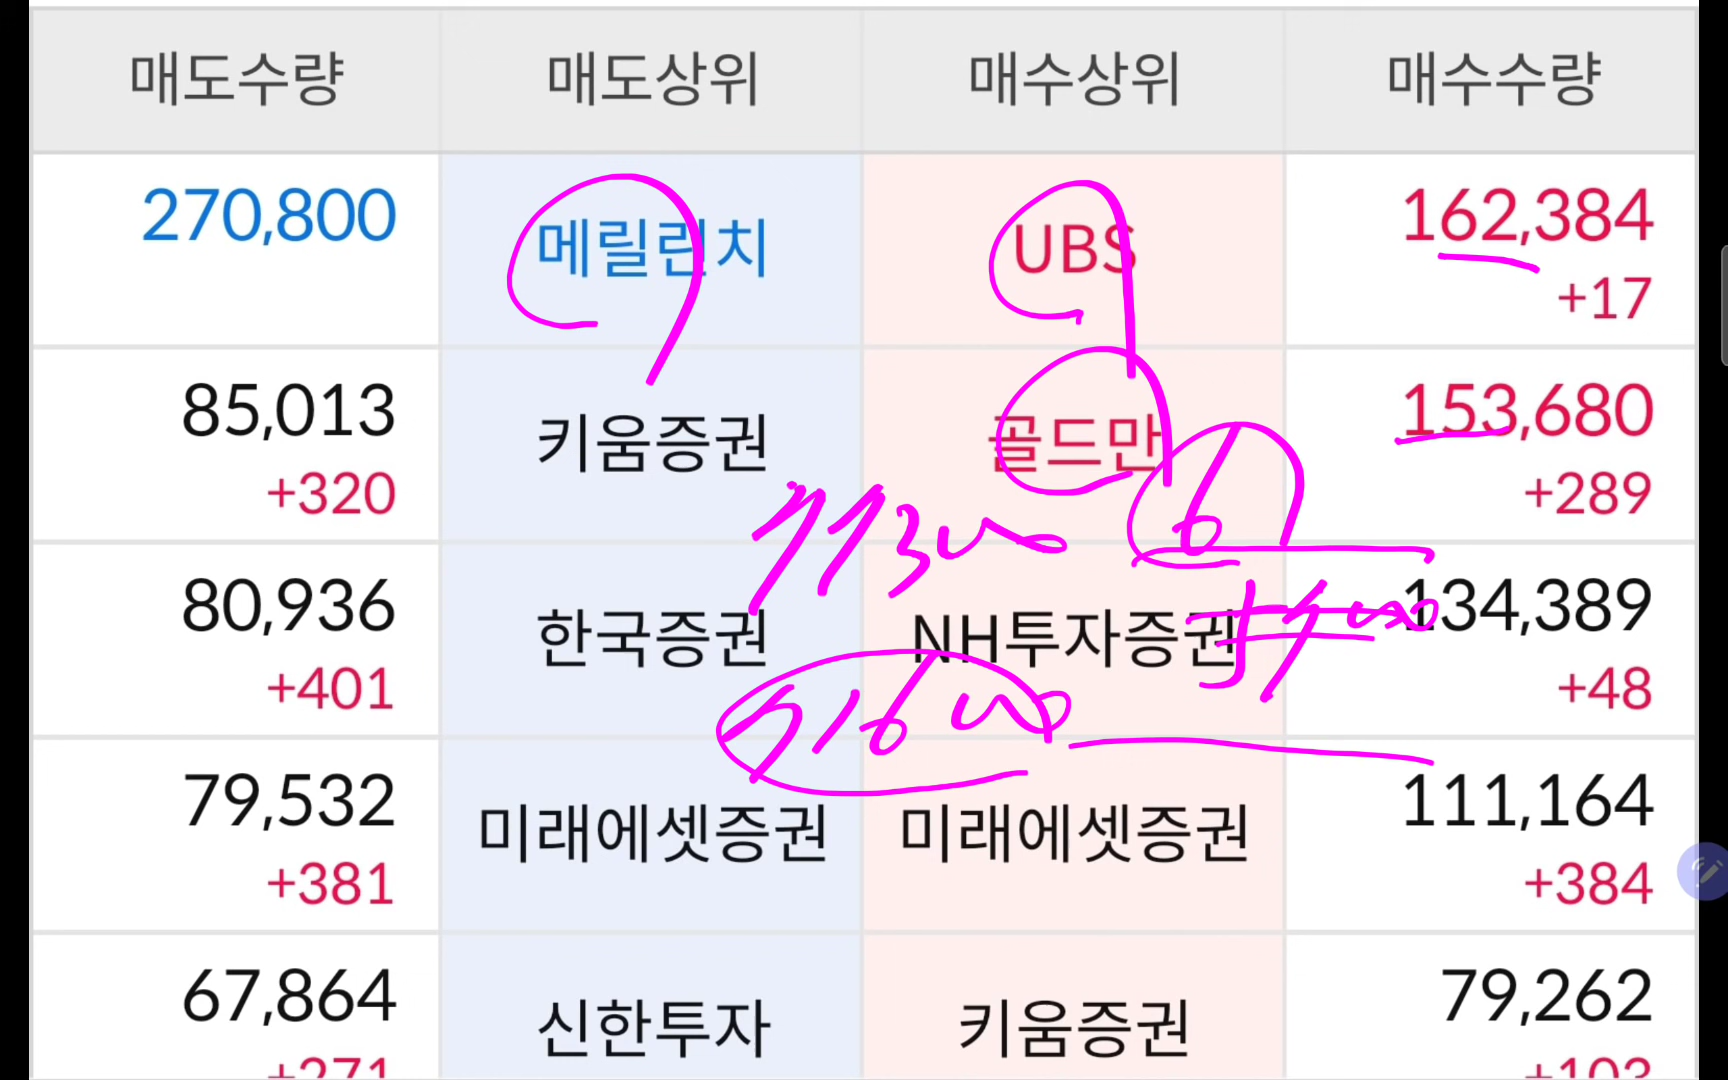 매도수량 매도상위 매수상위 매수수량
270,800 메릴린치 UBS 162,384
+17
85,013 키움증권 골드만 153,680
+320 +289
80,936 한국증권 NH투자증권 134,389
+401 +48
79,532 미래에셋증권 미래에셋증권 111,164
+381 +384
67,864 신한투자 키움증권 79,262
+271 +103